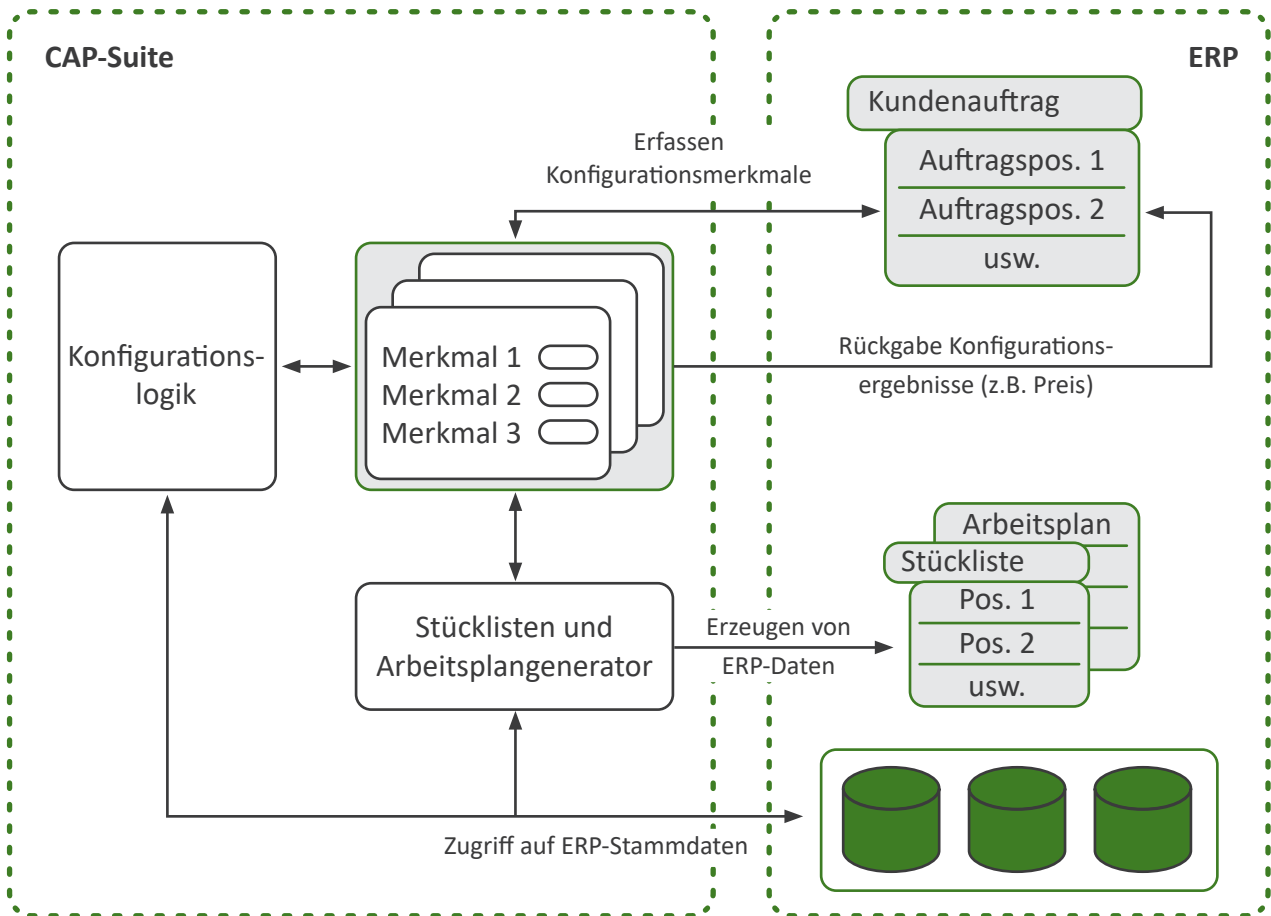 CAP-Suite
ERP
Kundenauftrag
Auftragspos. 1
Auftragspos. 2
usw.
Erfassen
Konfigurationsmerkmale
Konfigurations-
logik
Merkmal 1
Merkmal 2
Merkmal 3
Rückgabe Konfigurations-
ergebnisse (z.B. Preis)
Arbeitsplan
Stückliste
Pos. 1
Pos. 2
usw.
Stücklisten und
Arbeitsplangenerator
Erzeugen von
ERP-Daten
Zugriff auf ERP-Stammdaten